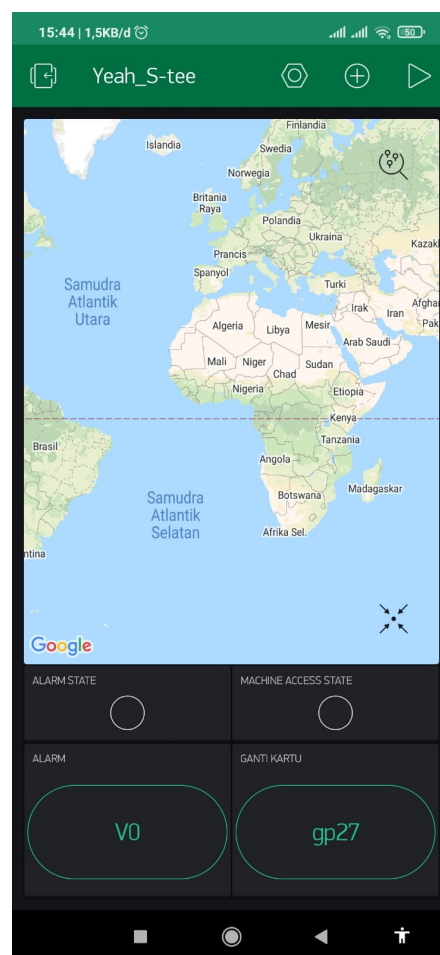 15:44 | 1,5KB/d
50
Yeah_S-tee
Finlandia
Islandia
Swedia
Norwegia
Britania
Raya
Polandia
Ukraina
Kazak
Prancis
Spanyol
Turki
Samudra
Atlantik
Utara
Irak
Iran
Afgha
Pak
Aljeria
Libya
Mesir
Arab Saudi
Mali
Niger
Chad
Sudan
Nigeria
Etiopia
Kenya
Brasil
Tanzania
Angola
Samudra
Atlantik
Selatan
Botswana
Madagaskar
Afrika Sel.
ntina
Google
ALARM STATE
MACHINE ACCESS STATE
ALARM
GANTI KARTU
V0
gp27